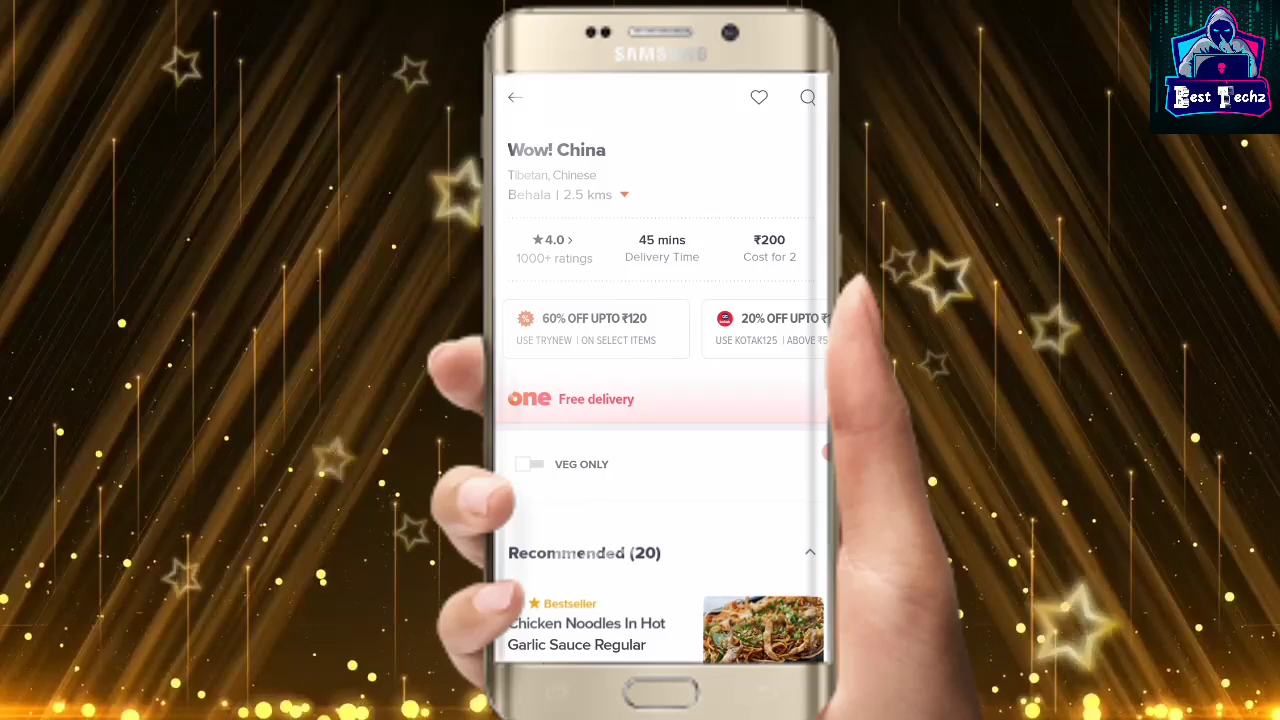 Best Techz
SAMSUNG
Wow! China
Tibetan, Chinese
Behala | 2.5 kms
★4.0 ›
45 mins
₹200
1000+ ratings
Delivery Time
Cost for 2
60% OFF UPTO ₹120
USE TRYNEW | ON SELECT ITEMS
20% OFF UPTO
USE KOTAK125 | ABOVE
one Free delivery
VEG ONLY
Recommended (20)
★ Bestseller
Chicken Noodles In Hot
Garlic Sauce Regular